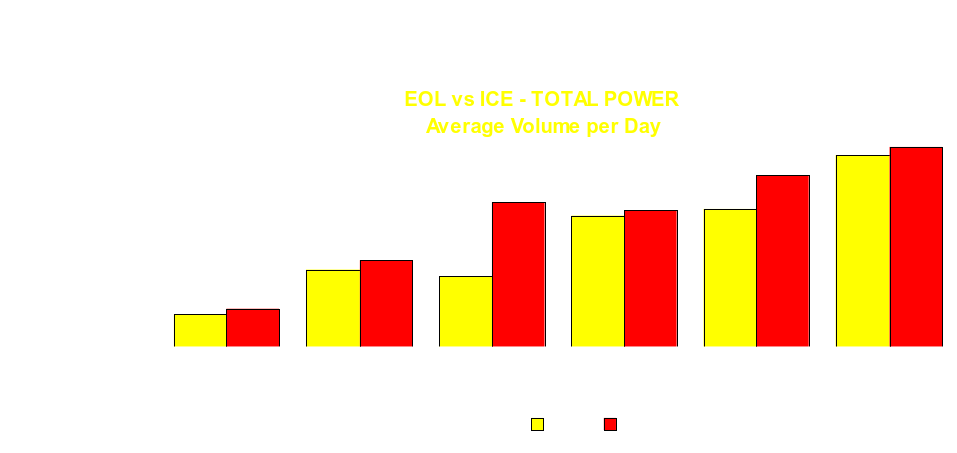 EOL vs ICE - TOTAL POWER
Average Volume per Day